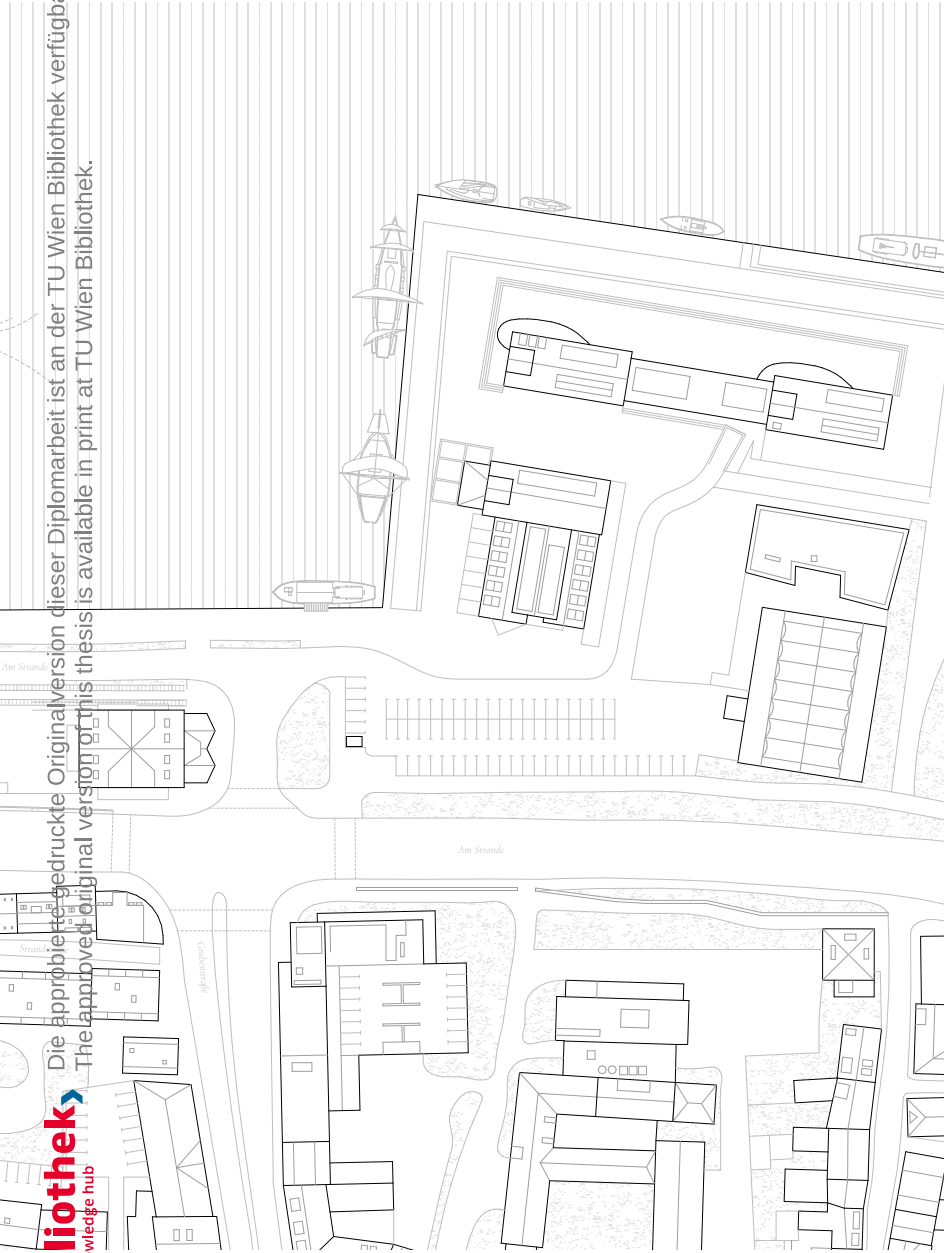 Die approbierte gedruckte Originalversion dieser Diplomarbeit ist an der TU Wien Bibliothek verfügba
The approved original version of this thesis is available in print at TU Wien Bibliothek.
liothek
wledge hub
Am Strande
Am Strande